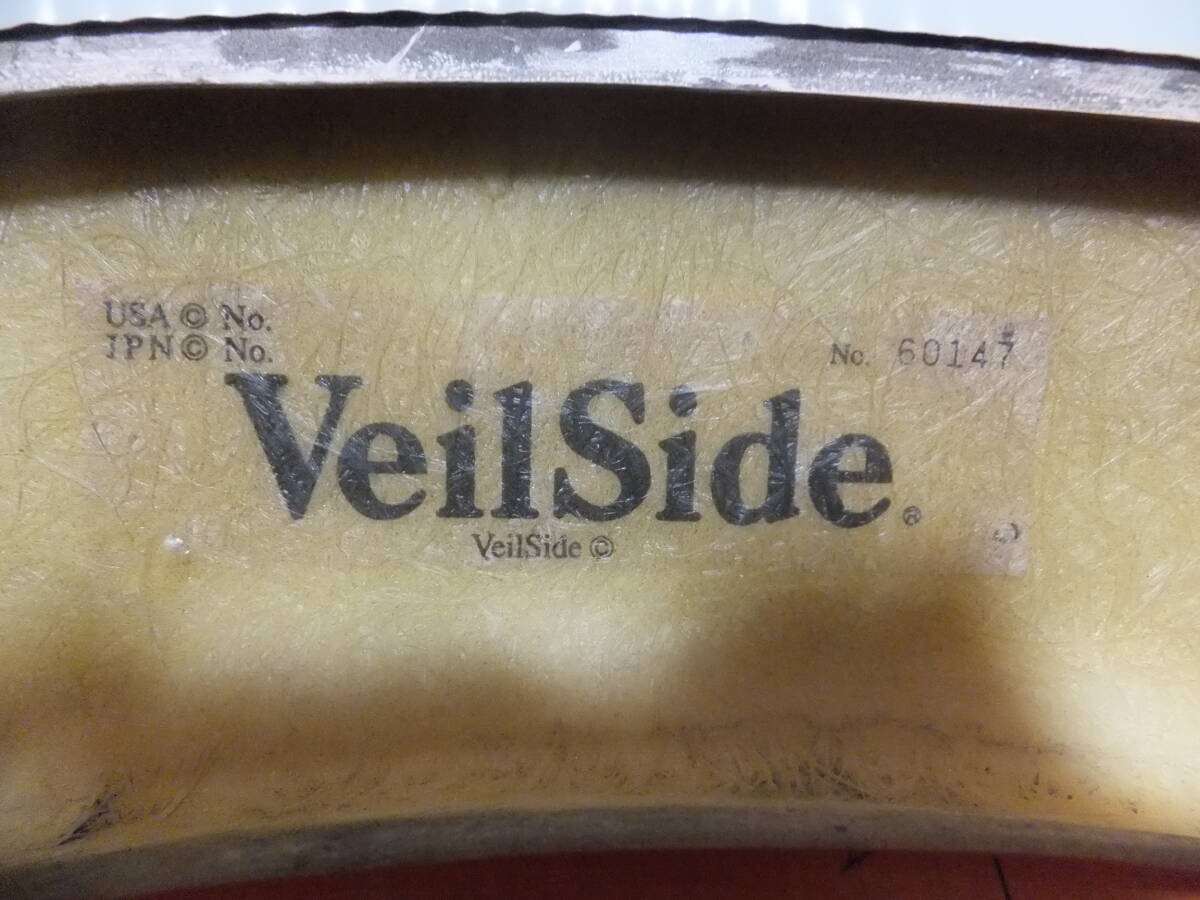 USA © No.
JPN © No.
No. 60147
VeilSide®
VeilSide ©